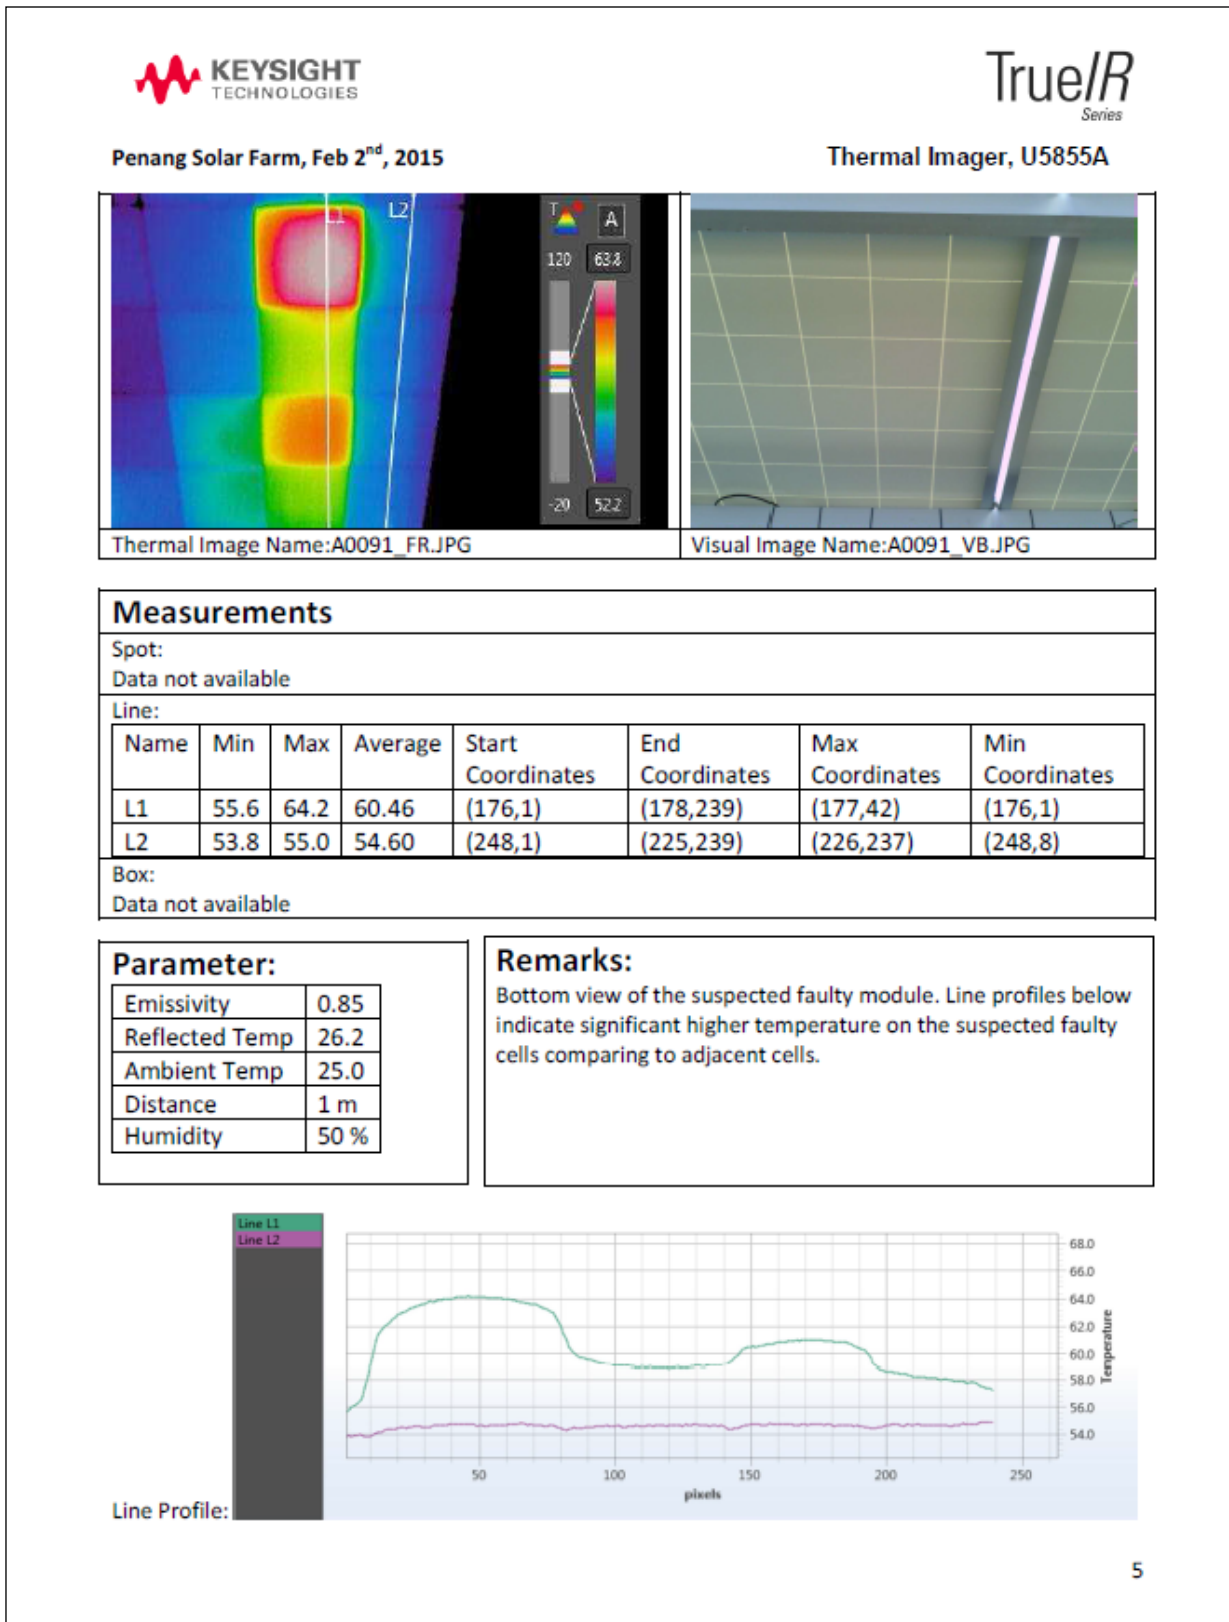 KEYSIGHT
TECHNOLOGIES
TrueIR
Series
Penang Solar Farm, Feb 2nd, 2015
Thermal Imager, U5855A
L1
L2
T
A
120
63.8
-20
52.2
Thermal Image Name:A0091_FR.JPG
Visual Image Name:A0091_VB.JPG
Measurements
Spot:
Data not available
Line:
Name Min Max Average Start Coordinates End Coordinates Max Coordinates Min Coordinates
L1 55.6 64.2 60.46 (176,1) (178,239) (177,42) (176,1)
L2 53.8 55.0 54.60 (248,1) (225,239) (226,237) (248,8)
Box:
Data not available
Parameter:
Emissivity 0.85
Reflected Temp 26.2
Ambient Temp 25.0
Distance 1 m
Humidity 50 %
Remarks:
Bottom view of the suspected faulty module. Line profiles below
indicate significant higher temperature on the suspected faulty
cells comparing to adjacent cells.
Line L1
Line L2
68.0
66.0
64.0
62.0
60.0
58.0
56.0
54.0
Temperature
50 100 150 200 250
pixels
Line Profile:
5